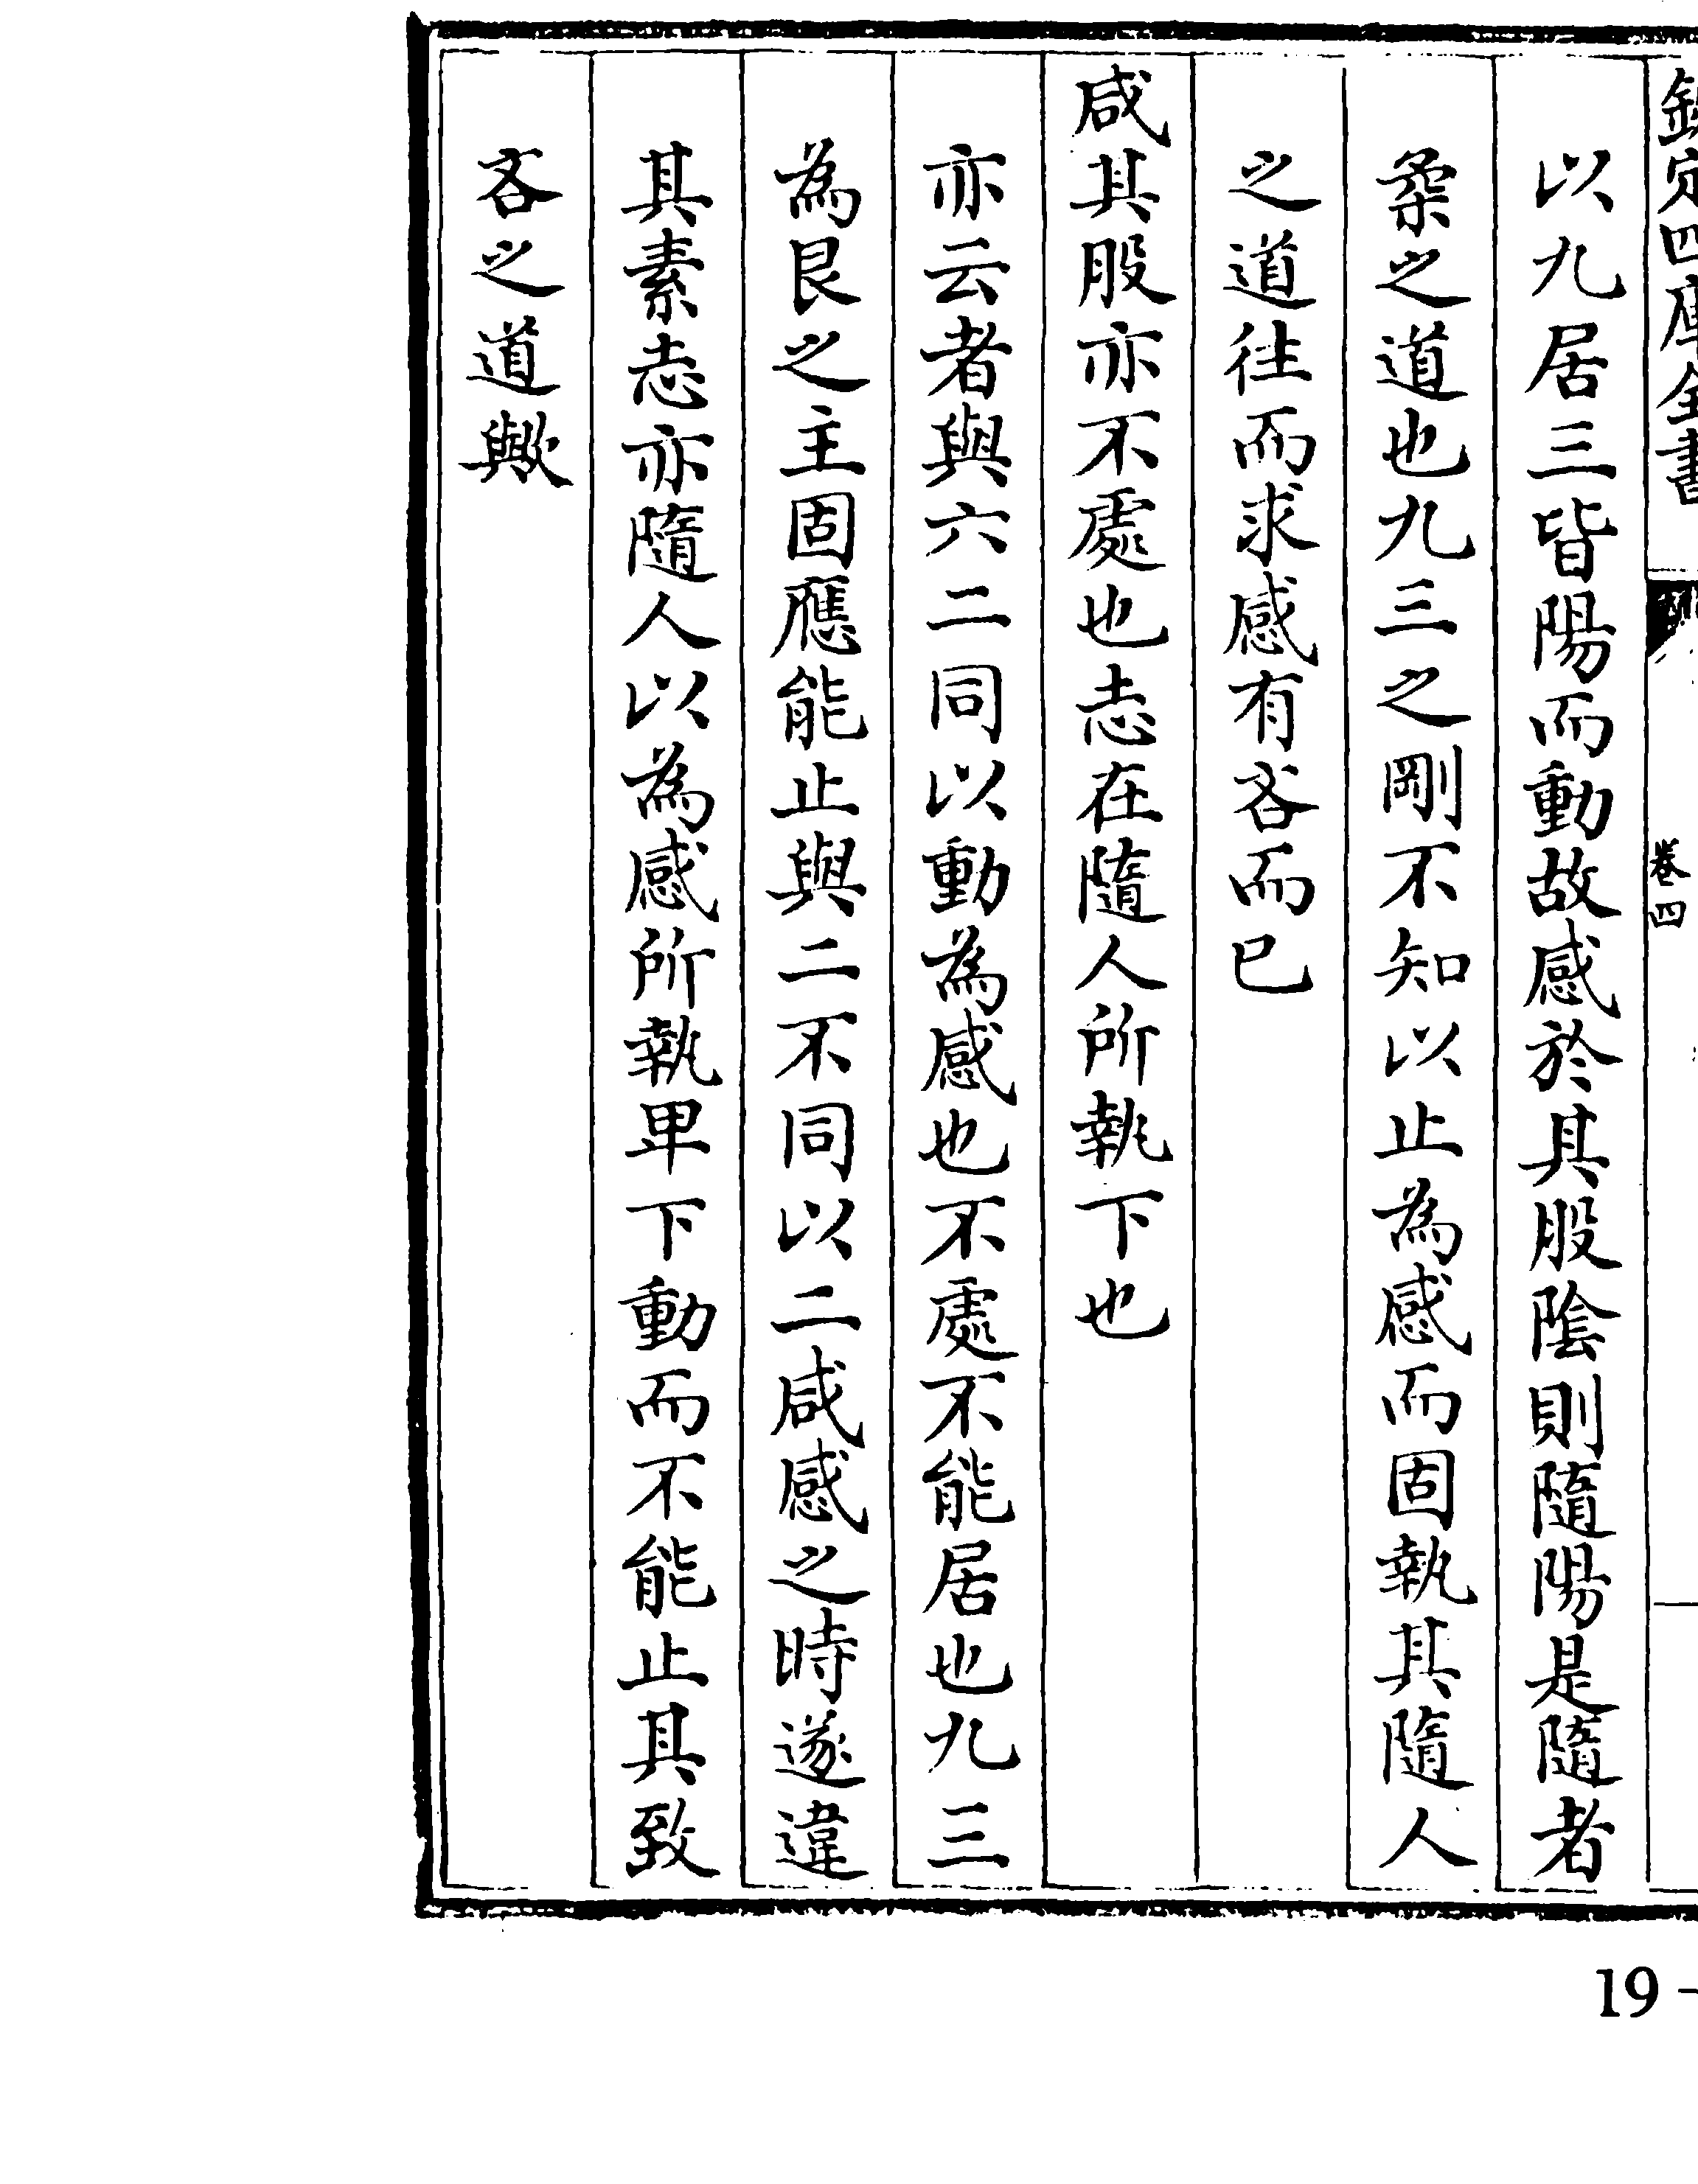 欽定四庫全書
卷四
以九居三皆陽而動故感於其股陰則隨陽是隨者
柔之道也九三之剛不知以止為感而固執其隨人
之道往而求感有吝而已
咸其股亦不處也志在隨人所執下也
亦云者與六二同以動為感也不處不能居也九三
為艮之主固應能止與二不同以二咸感之時遂違
其素志亦隨人以為感所執卑下動而不能止其致
吝之道歟
19